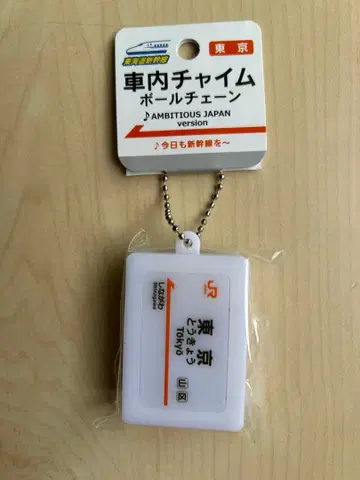 東海道新幹線
東京
車内チャイム
ボールチェーン
♪AMBITIOUS JAPAN
version
♪今日も新幹線を～
JR
東京
とうきょう
Tōkyō
山区
しながわ
Shinagawa